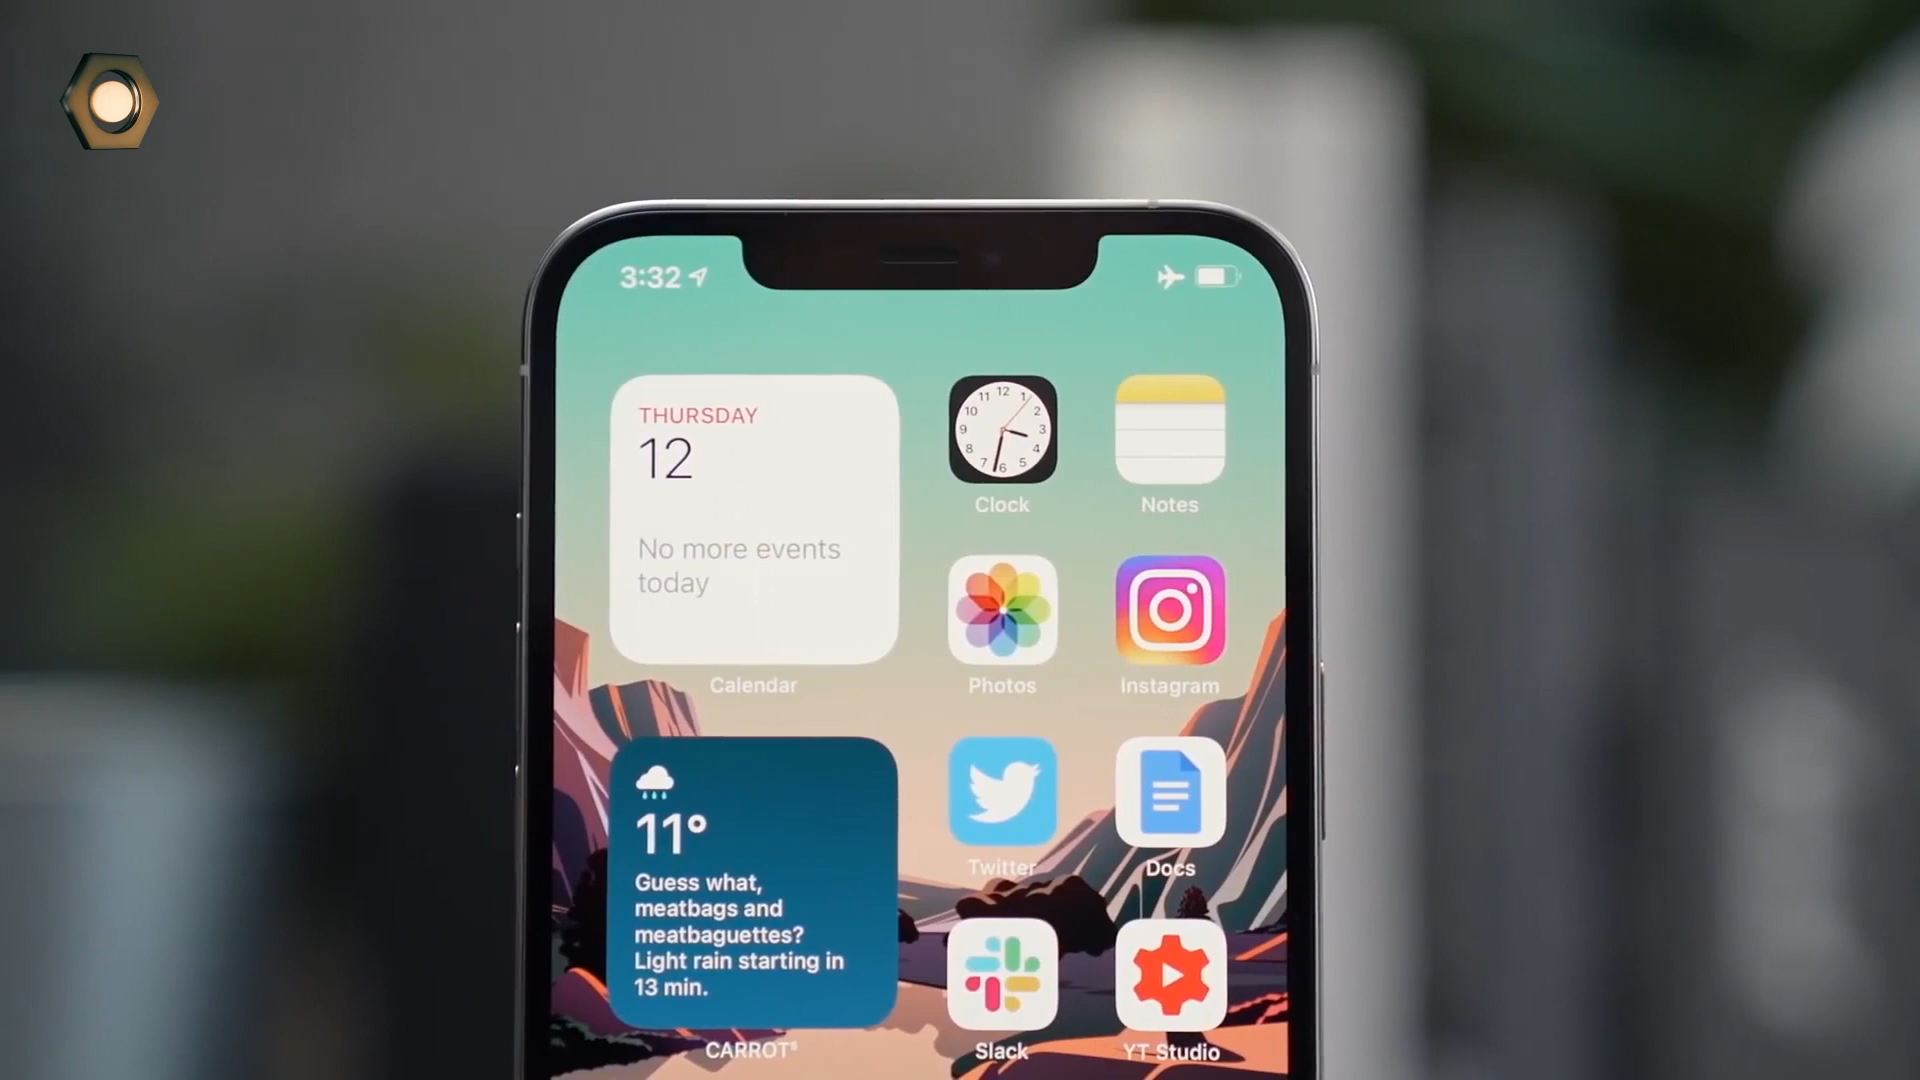 3:32
THURSDAY
12
No more events
today
Calendar
Clock
Notes
Photos
Instagram
11°
Guess what,
meatbags and
meatbaguettes?
Light rain starting in
13 min.
CARROT
Twitter
Docs
Slack
YT Studio